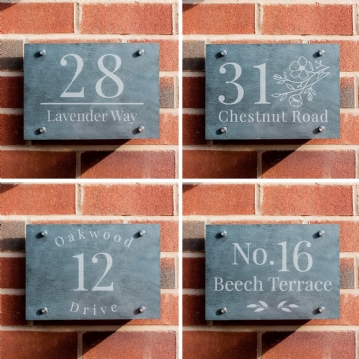 28
Lavender Way
31
Chestnut Road
Oakwood
12
Drive
No.16
Beech Terrace